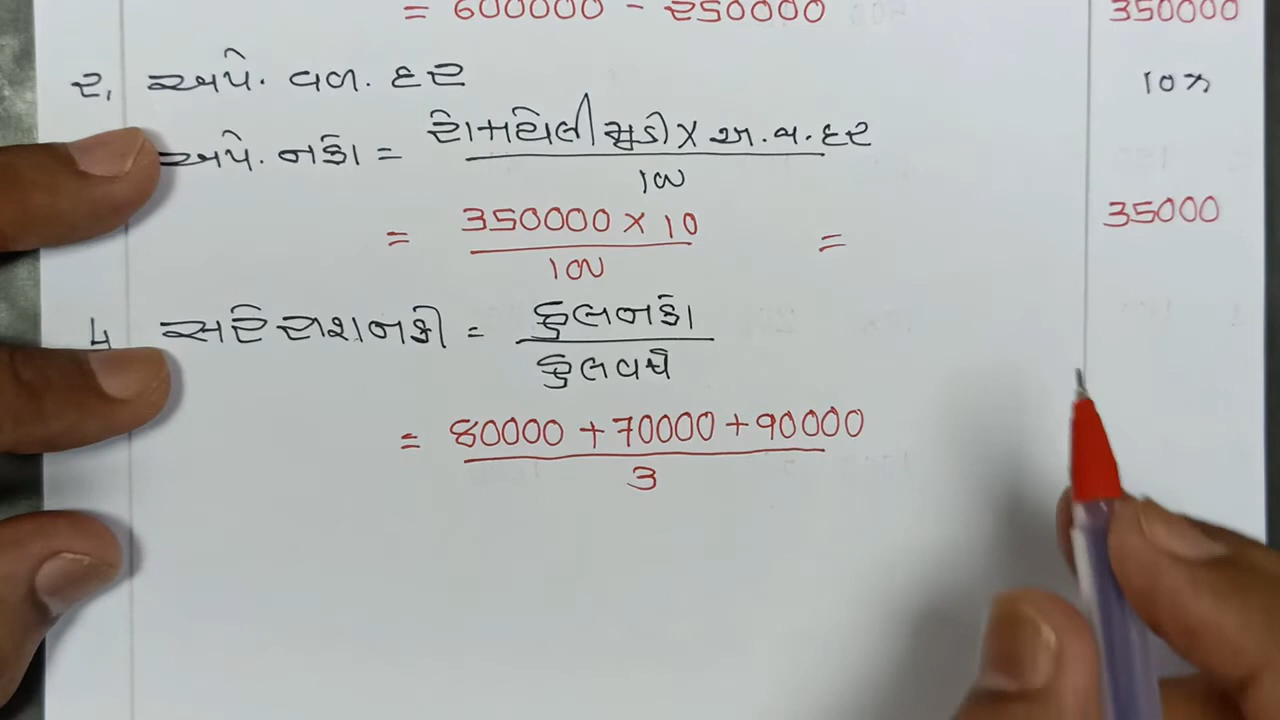 = 600000 - 250000 350000
૨. અપે. વળ. દર 10%
અપે. નફો = રોકાયેલી મુડી × અ. વ. દર
100
= 350000 × 10 = 35000
100
4 સરેરાશ નફો = કુલ નફો
કુલ વર્ષ
= 80000 + 70000 + 90000
3